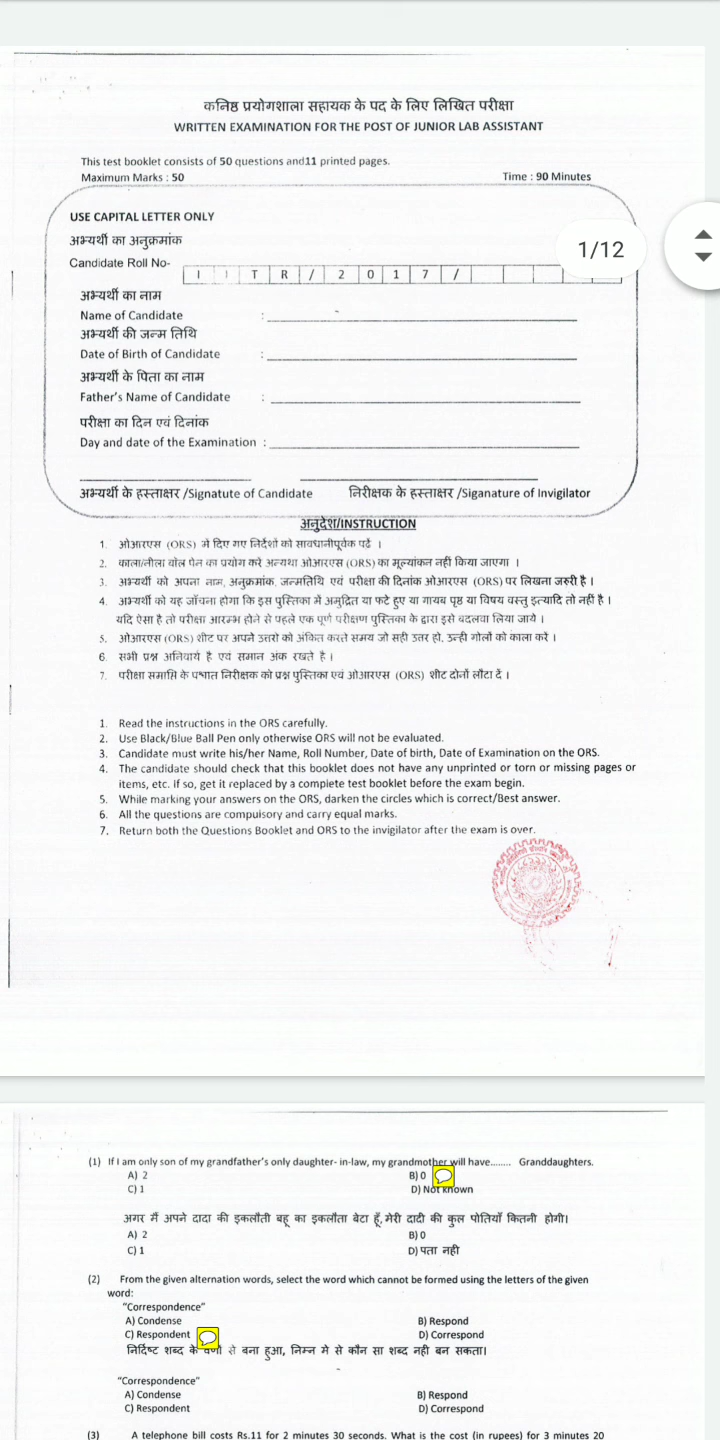 कनिष्ठ प्रयोगशाला सहायक के पद के लिए लिखित परीक्षा
WRITTEN EXAMINATION FOR THE POST OF JUNIOR LAB ASSISTANT
This test booklet consists of 50 questions and11 printed pages.
Maximum Marks : 50 Time : 90 Minutes
USE CAPITAL LETTER ONLY
अभ्यर्थी का अनुक्रमांक
1/12
Candidate Roll No-
I I T R / 2 0 1 7 /
अभ्यर्थी का नाम
Name of Candidate :
अभ्यर्थी की जन्म तिथि
Date of Birth of Candidate :
अभ्यर्थी के पिता का नाम
Father's Name of Candidate :
परीक्षा का दिन एवं दिनांक
Day and date of the Examination :
अभ्यर्थी के हस्ताक्षर /Signatute of Candidate निरीक्षक के हस्ताक्षर /Siganature of Invigilator
अनुदेश/INSTRUCTION
1. ओआरएस (ORS) में दिए गए निर्देशों को सावधानीपूर्वक पढ़ें ।
2. काला/नीला बॉल पेन का प्रयोग करें अन्यथा ओआरएस (ORS) का मूल्यांकन नहीं किया जाएगा ।
3. अभ्यर्थी को अपना नाम, अनुक्रमांक, जन्मतिथि एवं परीक्षा की दिनांक ओआरएस (ORS) पर लिखना जरुरी है ।
4. अभ्यर्थी को यह जाँचना होगा कि इस पुस्तिका में अमुद्रित या फटे हुए या गायब पृष्ठ या विषय वस्तु इत्यादि तो नहीं है ।
यदि ऐसा है तो परीक्षा आरम्भ होने से पहले एक पूर्ण परीक्षण पुस्तिका के द्वारा इसे बदलवा लिया जाये ।
5. ओआरएस (ORS) शीट पर अपने उत्तरो को अंकित करते समय जो सही उत्तर हो, उन्ही गोलों को काला करें ।
6. सभी प्रश्न अनिवार्य है एवं समान अंक रखते है ।
7. परीक्षा समाप्ति के पश्चात निरीक्षक को प्रश्न पुस्तिका एवं ओआरएस (ORS) शीट दोनों लौटा दें ।
1. Read the instructions in the ORS carefully.
2. Use Black/Blue Ball Pen only otherwise ORS will not be evaluated.
3. Candidate must write his/her Name, Roll Number, Date of birth, Date of Examination on the ORS.
4. The candidate should check that this booklet does not have any unprinted or torn or missing pages or
items, etc. If so, get it replaced by a complete test booklet before the exam begin.
5. While marking your answers on the ORS, darken the circles which is correct/Best answer.
6. All the questions are compulsory and carry equal marks.
7. Return both the Questions Booklet and ORS to the invigilator after the exam is over.
(1) If I am only son of my grandfather's only daughter- in-law, my grandmother will have........ Granddaughters.
A) 2 B) 0
C) 1 D) Not known
अगर मैं अपने दादा की इकलौती बहू का इकलौता बेटा हूँ, मेरी दादी की कुल पोतियाँ कितनी होगी।
A) 2 B) 0
C) 1 D) पता नही
(2) From the given alternation words, select the word which cannot be formed using the letters of the given
word:
"Correspondence"
A) Condense B) Respond
C) Respondent D) Correspond
निर्दिष्ट शब्द के वर्णो से बना हुआ, निम्न मे से कौन सा शब्द नही बन सकता।
"Correspondence"
A) Condense B) Respond
C) Respondent D) Correspond
(3) A telephone bill costs Rs.11 for 2 minutes 30 seconds. What is the cost (in rupees) for 3 minutes 20